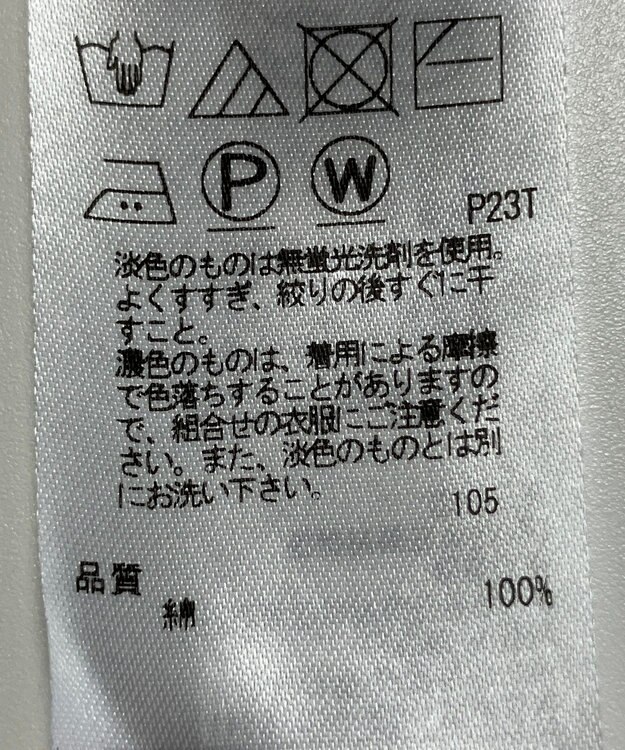 P W
P23T
淡色のものは無蛍光洗剤を使用。
よくすすぎ、絞りの後すぐに干
すこと。
濃色のものは、着用による摩擦
で色落ちすることがありますの
で、組合せの衣服にご注意くだ
さい。また、淡色のものとは別
にお洗い下さい。
105
品質
綿 100%